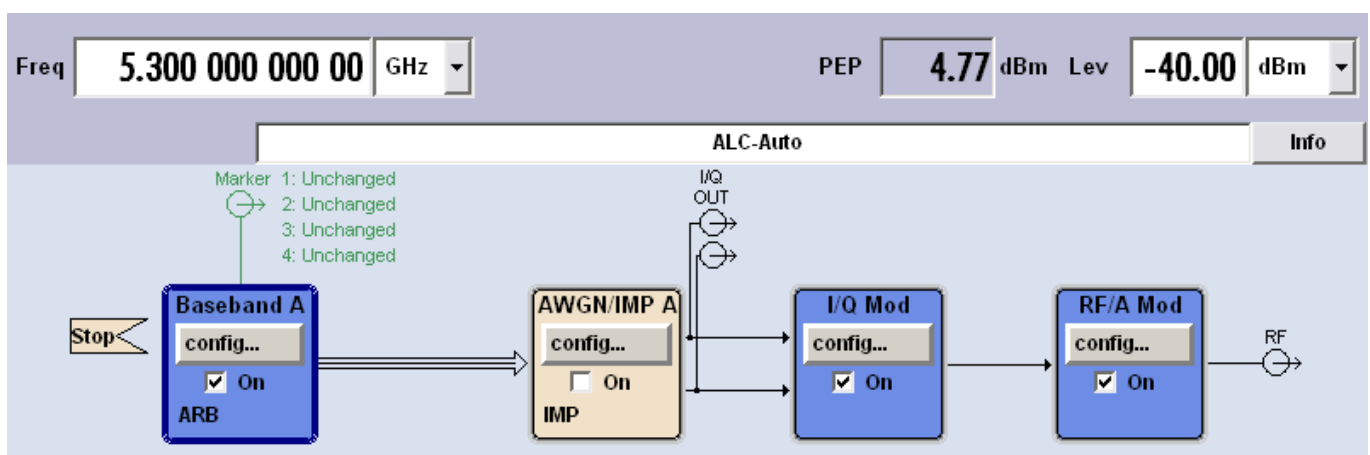 Freq 5.300 000 000 00 GHz PEP 4.77 dBm Lev -40.00 dBm
ALC-Auto Info
Marker 1: Unchanged
2: Unchanged
3: Unchanged
4: Unchanged
I/Q
OUT
Stop
Baseband A
config...
On
ARB
AWGN/IMP A
config...
On
IMP
I/Q Mod
config...
On
RF/A Mod
config...
On
RF